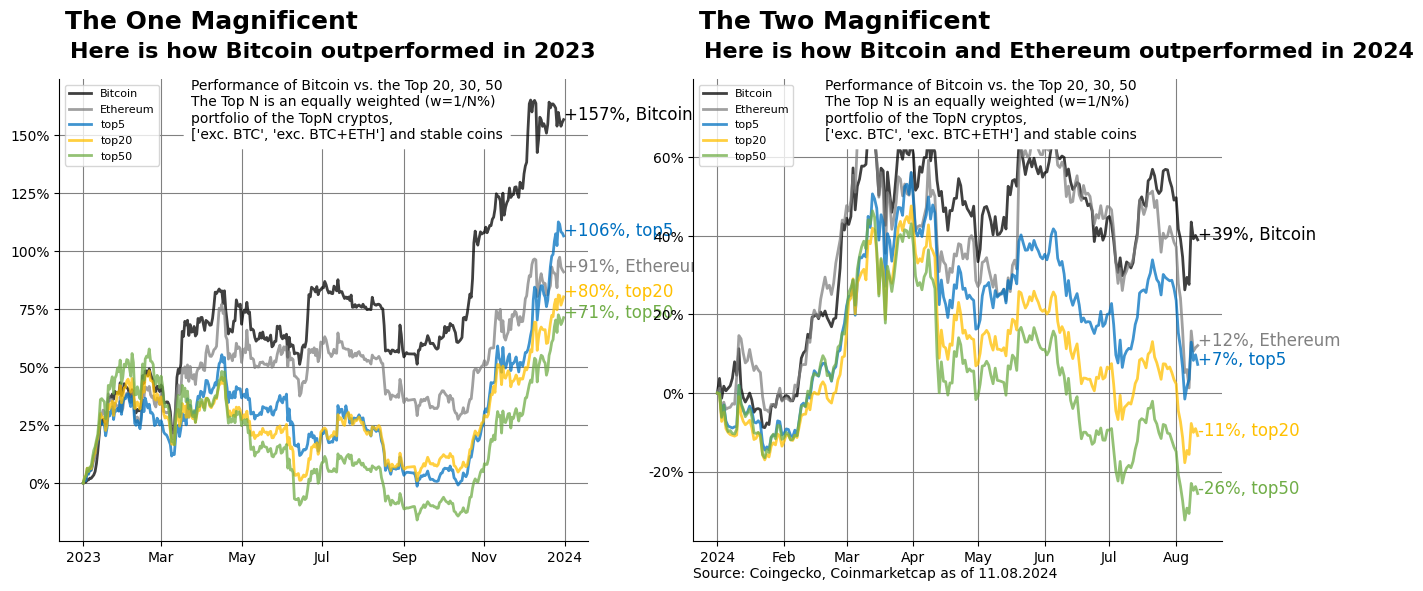 The One Magnificent
Here is how Bitcoin outperformed in 2023
Bitcoin
Ethereum
top5
top20
top50
Performance of Bitcoin vs. the Top 20, 30, 50
The Top N is an equally weighted (w=1/N%)
portfolio of the TopN cryptos,
['exc. BTC', 'exc. BTC+ETH'] and stable coins
150%
125%
100%
75%
50%
25%
0%
+157%, Bitcoin
+106%, top5
+91%, Ethereu
+80%, top20
+71%, top50
2023
Mar
May
Jul
Sep
Nov
2024
The Two Magnificent
Here is how Bitcoin and Ethereum outperformed in 2024
Bitcoin
Ethereum
top5
top20
top50
Performance of Bitcoin vs. the Top 20, 30, 50
The Top N is an equally weighted (w=1/N%)
portfolio of the TopN cryptos,
['exc. BTC', 'exc. BTC+ETH'] and stable coins
60%
40%
20%
0%
-20%
+39%, Bitcoin
+12%, Ethereum
+7%, top5
-11%, top20
-26%, top50
2024
Feb
Mar
Apr
May
Jun
Jul
Aug
Source: Coingecko, Coinmarketcap as of 11.08.2024